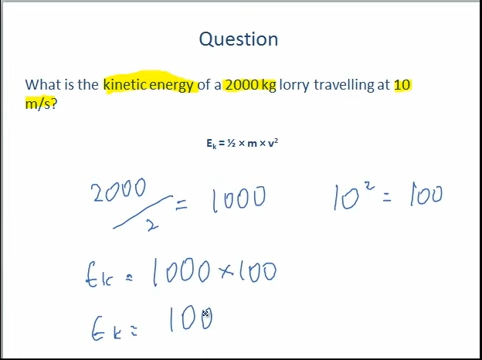 Question
What is the kinetic energy of a 2000 kg lorry travelling at 10
m/s?
Eₖ = ½ × m × v²
2000/2 = 1000 10² = 100
Ek = 1000 × 100
Ek = 100